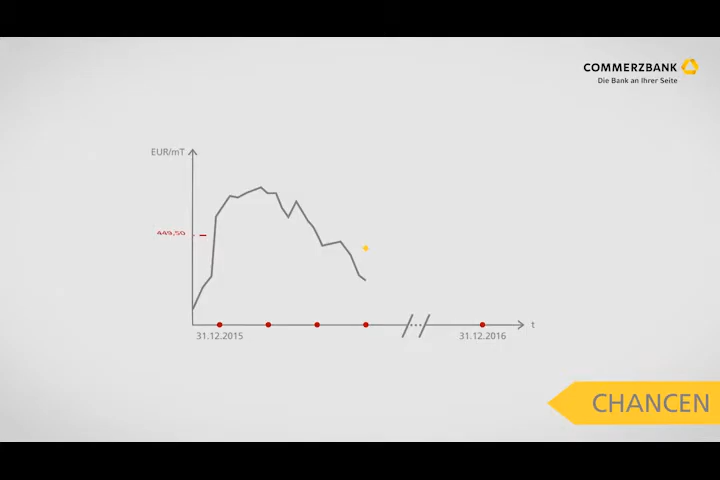 COMMERZBANK
Die Bank an Ihrer Seite
EUR/mT
449,50
31.12.2015
31.12.2016
t
CHANCEN